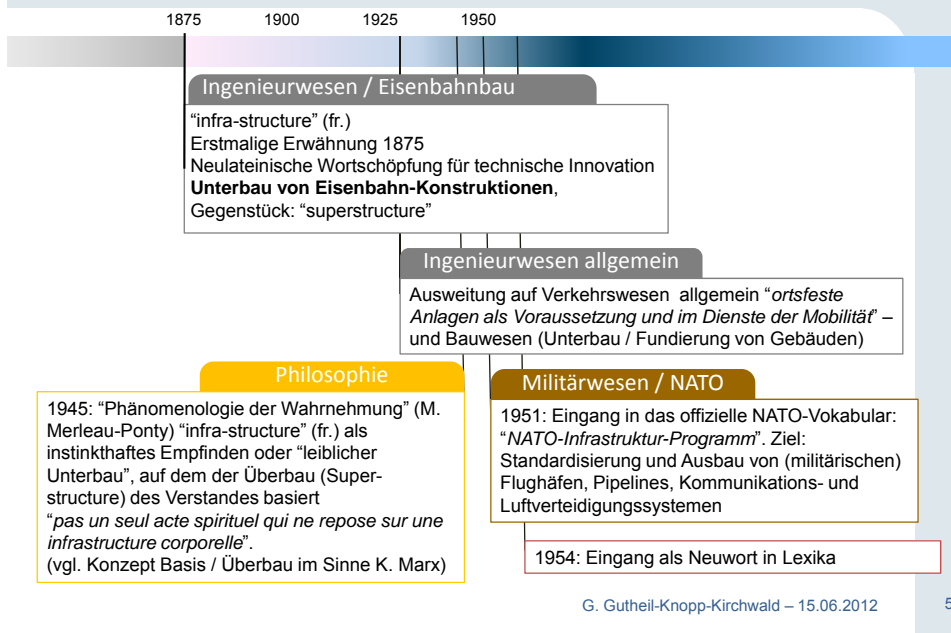 1875 1900 1925 1950
Ingenieurwesen / Eisenbahnbau
“infra-structure” (fr.)
Erstmalige Erwähnung 1875
Neulateinische Wortschöpfung für technische Innovation
Unterbau von Eisenbahn-Konstruktionen,
Gegenstück: “superstructure”
Ingenieurwesen allgemein
Ausweitung auf Verkehrswesen allgemein “ortsfeste
Anlagen als Voraussetzung und im Dienste der Mobilität” –
und Bauwesen (Unterbau / Fundierung von Gebäuden)
Philosophie
1945: “Phänomenologie der Wahrnehmung” (M.
Merleau-Ponty) “infra-structure” (fr.) als
instinkthaftes Empfinden oder “leiblicher
Unterbau”, auf dem der Überbau (Super-
structure) des Verstandes basiert
“pas un seul acte spirituel qui ne repose sur une
infrastructure corporelle”.
(vgl. Konzept Basis / Überbau im Sinne K. Marx)
Militärwesen / NATO
1951: Eingang in das offizielle NATO-Vokabular:
“NATO-Infrastruktur-Programm”. Ziel:
Standardisierung und Ausbau von (militärischen)
Flughäfen, Pipelines, Kommunikations- und
Luftverteidigungssystemen
1954: Eingang als Neuwort in Lexika
G. Gutheil-Knopp-Kirchwald – 15.06.2012 5